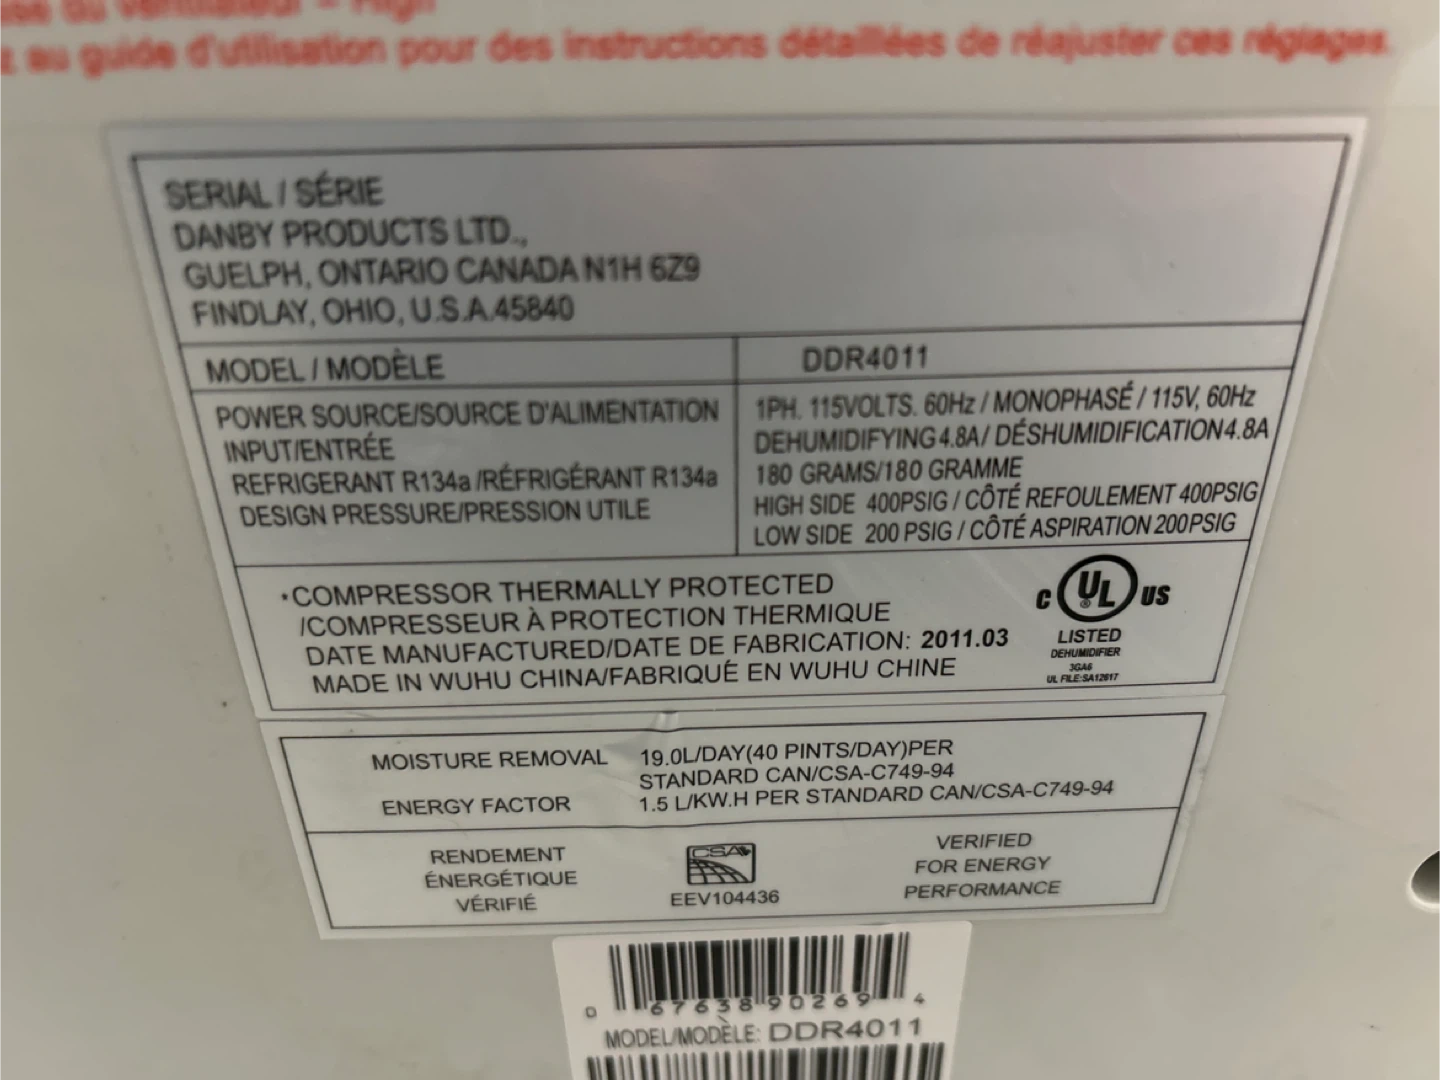 High
au guide d'utilisation pour des instructions détaillées de réajuster ces réglages.
SERIAL / SÉRIE
DANBY PRODUCTS LTD.,
GUELPH, ONTARIO CANADA N1H 6Z9
FINDLAY, OHIO, U.S.A.45840
MODEL / MODÈLE DDR4011
POWER SOURCE/SOURCE D'ALIMENTATION 1PH. 115VOLTS. 60Hz / MONOPHASÉ / 115V, 60Hz
INPUT/ENTRÉE DEHUMIDIFYING 4.8A/ DÉSHUMIDIFICATION 4.8A
REFRIGERANT R134a /RÉFRIGÉRANT R134a 180 GRAMS/180 GRAMME
DESIGN PRESSURE/PRESSION UTILE HIGH SIDE 400PSIG / CÔTÉ REFOULEMENT 400PSIG
LOW SIDE 200 PSIG / CÔTÉ ASPIRATION 200PSIG
•COMPRESSOR THERMALLY PROTECTED
/COMPRESSEUR À PROTECTION THERMIQUE
DATE MANUFACTURED/DATE DE FABRICATION: 2011.03
MADE IN WUHU CHINA/FABRIQUÉ EN WUHU CHINE
C UL ® US
LISTED
DEHUMIDIFIER
3GA6
UL FILE:SA12617
MOISTURE REMOVAL 19.0L/DAY(40 PINTS/DAY)PER
STANDARD CAN/CSA-C749-94
ENERGY FACTOR 1.5 L/KW.H PER STANDARD CAN/CSA-C749-94
RENDEMENT
ÉNERGÉTIQUE
VÉRIFIÉ
CSA
EEV104436
VERIFIED
FOR ENERGY
PERFORMANCE
0 67638 90269 4
MODEL/MODÈLE: DDR4011